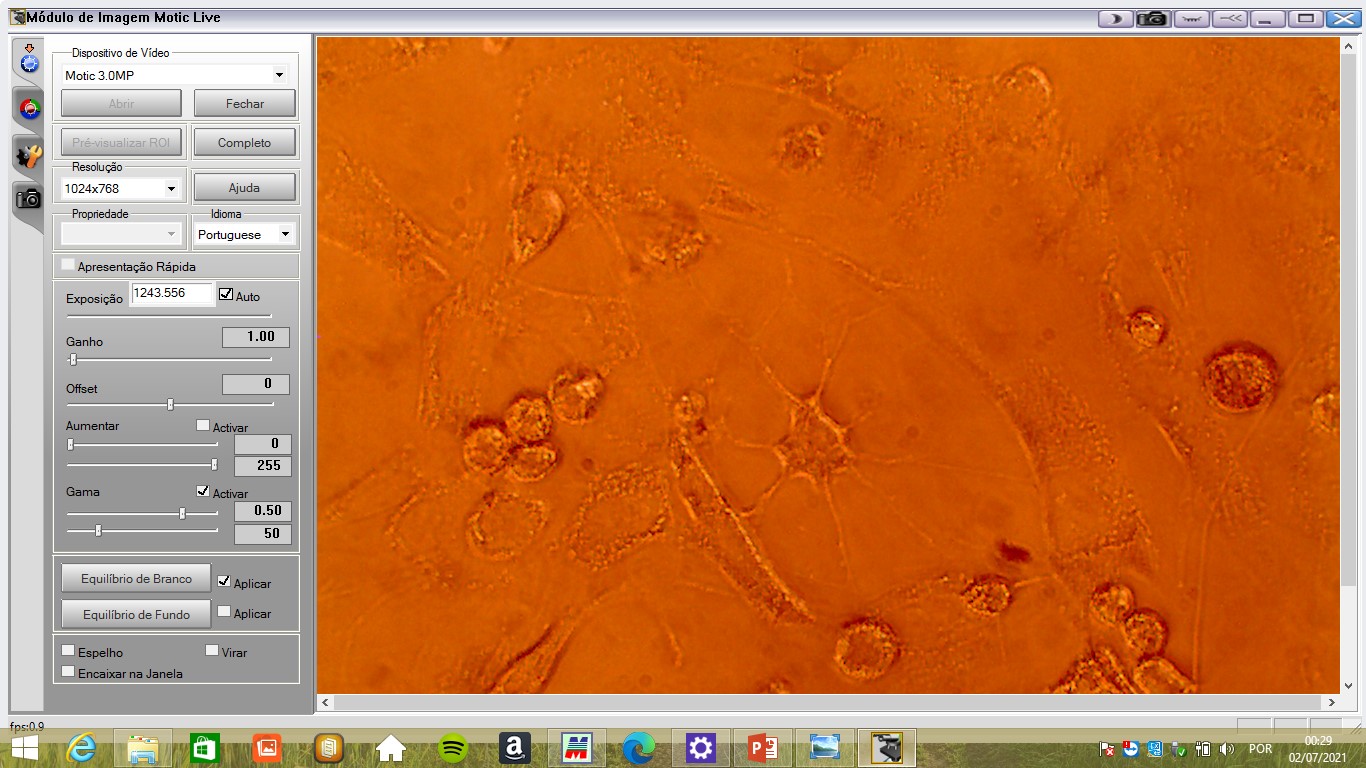 Módulo de Imagem Motic Live
Dispositivo de Vídeo
Motic 3.0MP
Abrir
Fechar
Pré-visualizar ROI
Completo
Resolução
1024x768
Ajuda
Propriedade
Idioma
Portuguese
Apresentação Rápida
Exposição
1243.556
Auto
Ganho
1.00
Offset
0
Aumentar
Activar
0
255
Gama
Activar
0.50
50
Equilíbrio de Branco
Aplicar
Equilíbrio de Fundo
Aplicar
Espelho
Virar
Encaixar na Janela
fps:0.9
POR
00:29
02/07/2021